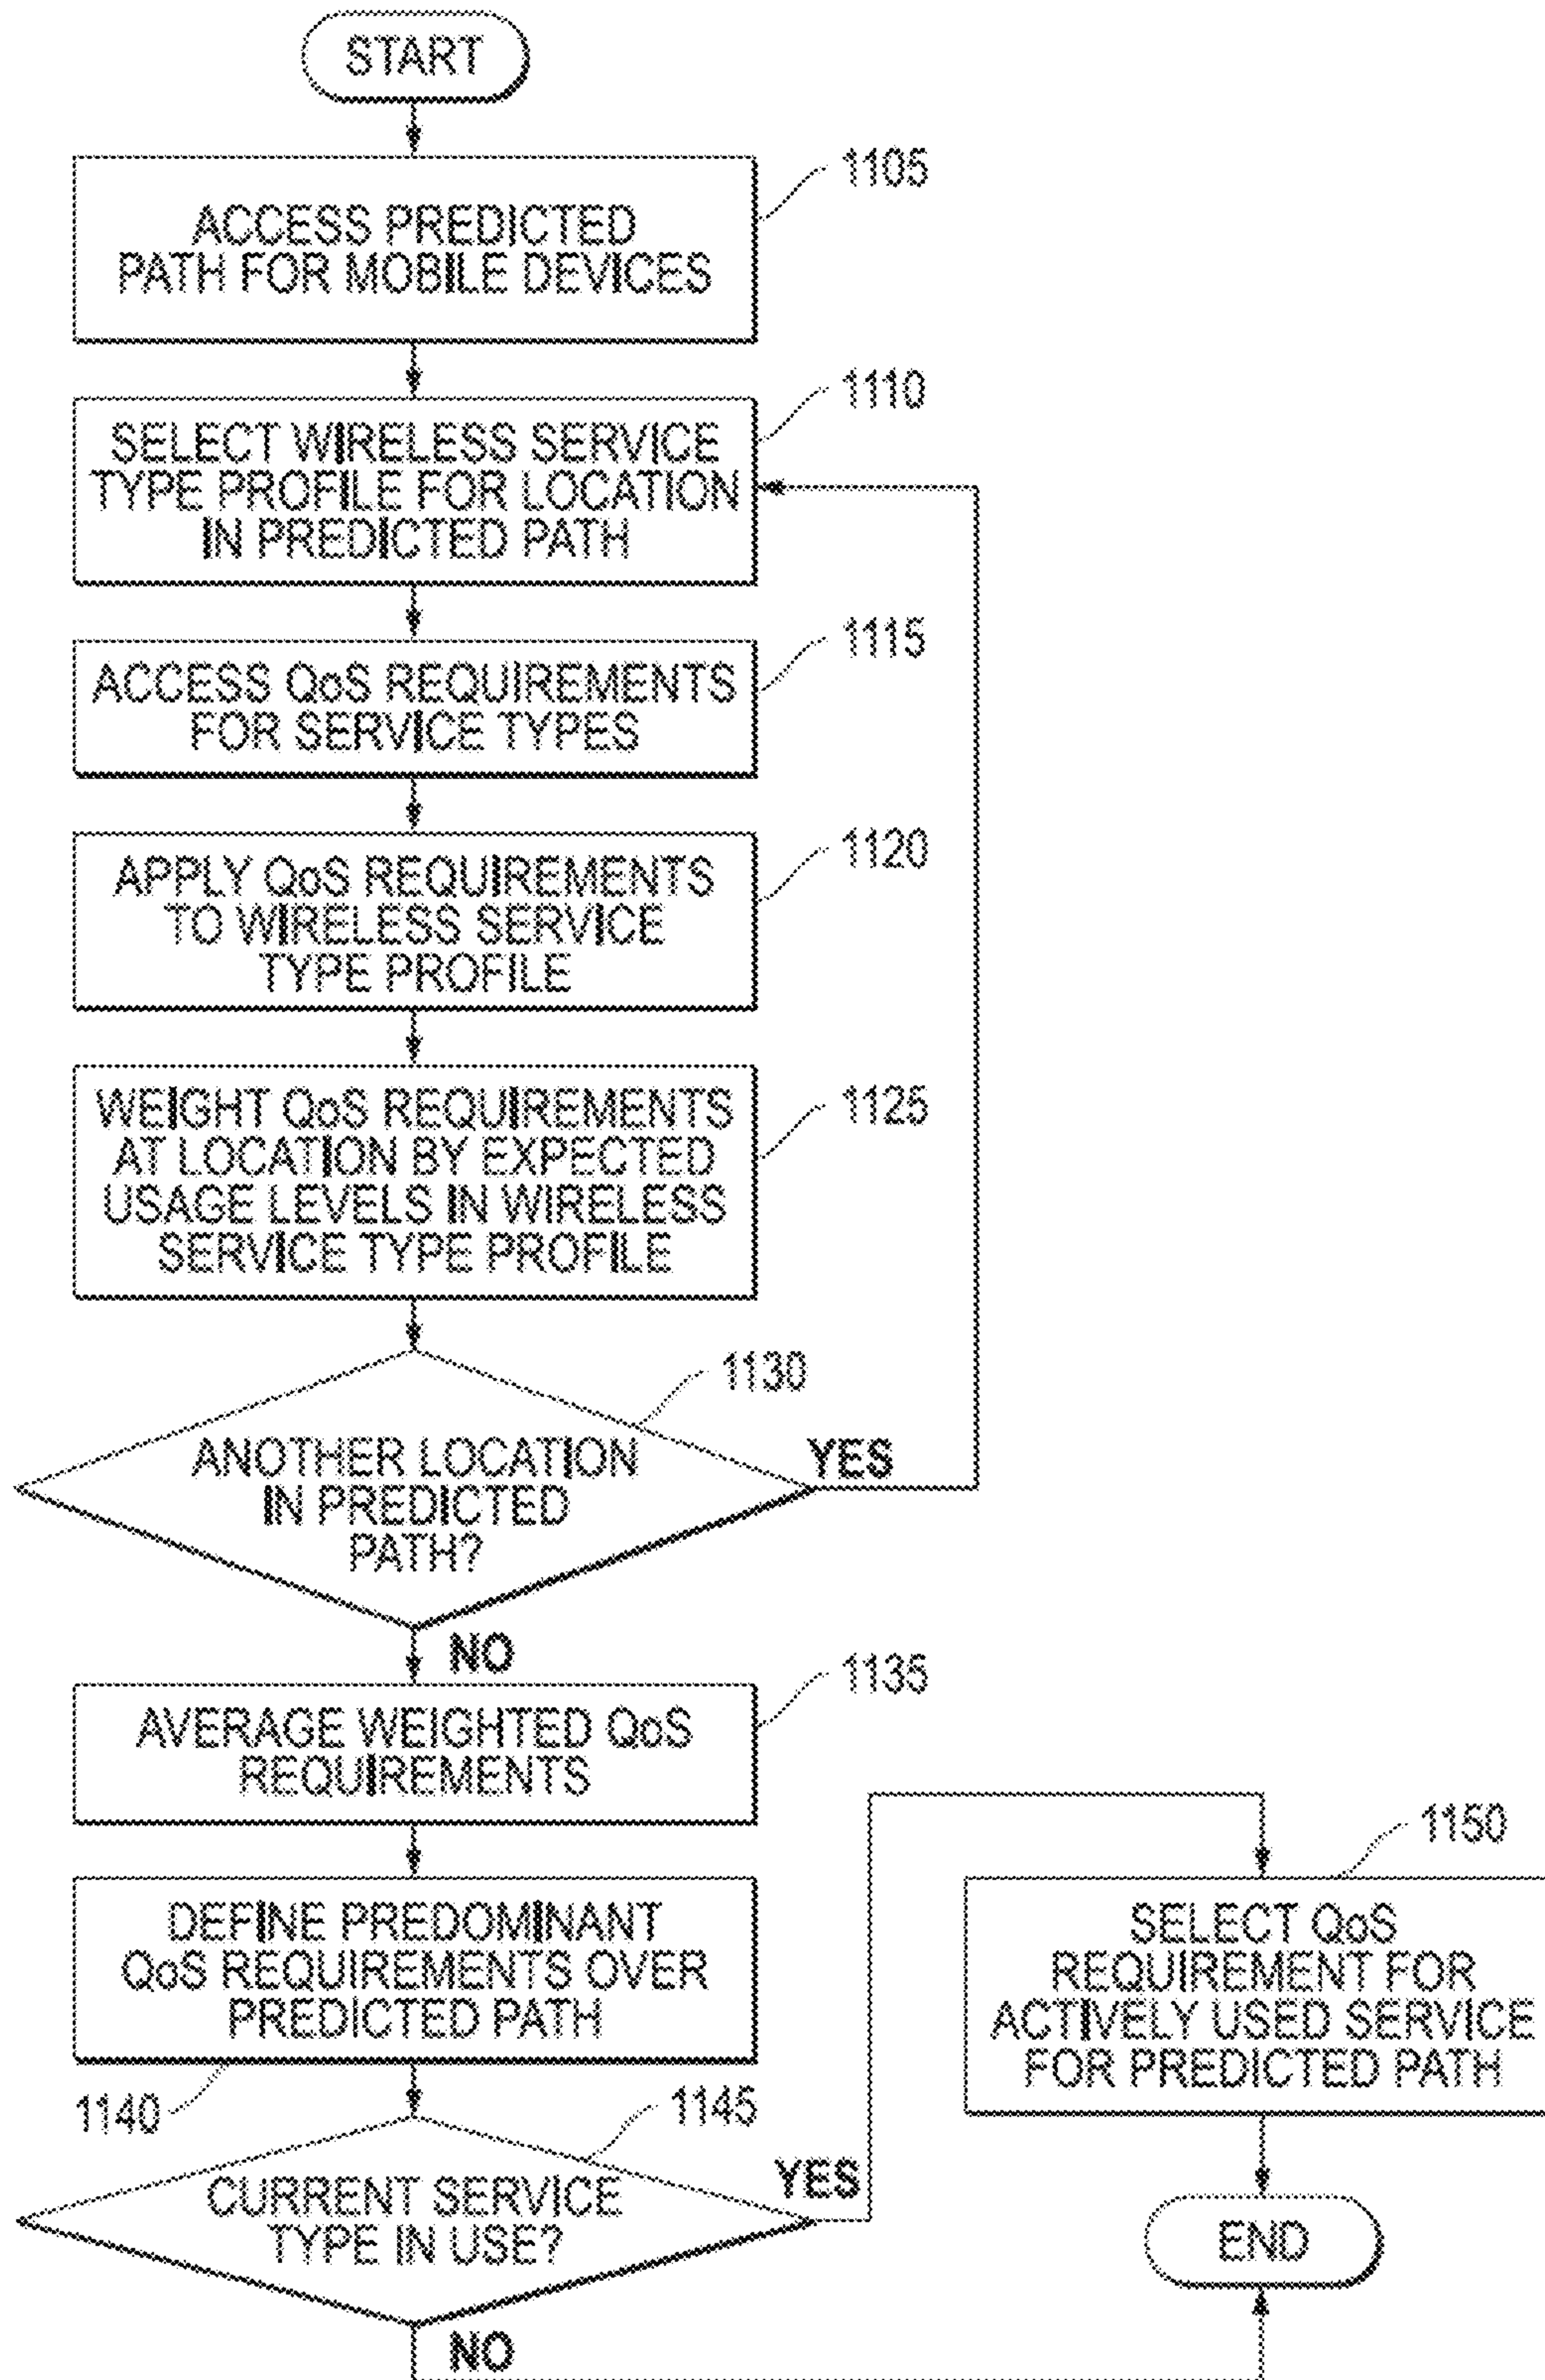 START
1105
ACCESS PREDICTED
PATH FOR MOBILE DEVICES
1110
SELECT WIRELESS SERVICE
TYPE PROFILE FOR LOCATION
IN PREDICTED PATH
1115
ACCESS QoS REQUIREMENTS
FOR SERVICE TYPES
1120
APPLY QoS REQUIREMENTS
TO WIRELESS SERVICE
TYPE PROFILE
1125
WEIGHT QoS REQUIREMENTS
AT LOCATION BY EXPECTED
USAGE LEVELS IN WIRELESS
SERVICE TYPE PROFILE
1130
ANOTHER LOCATION
IN PREDICTED
PATH?
YES
NO
1135
AVERAGE WEIGHTED QoS
REQUIREMENTS
DEFINE PREDOMINANT
QoS REQUIREMENTS OVER
PREDICTED PATH
1140
1145
CURRENT SERVICE
TYPE IN USE?
YES
NO
1150
SELECT QoS
REQUIREMENT FOR
ACTIVELY USED SERVICE
FOR PREDICTED PATH
END